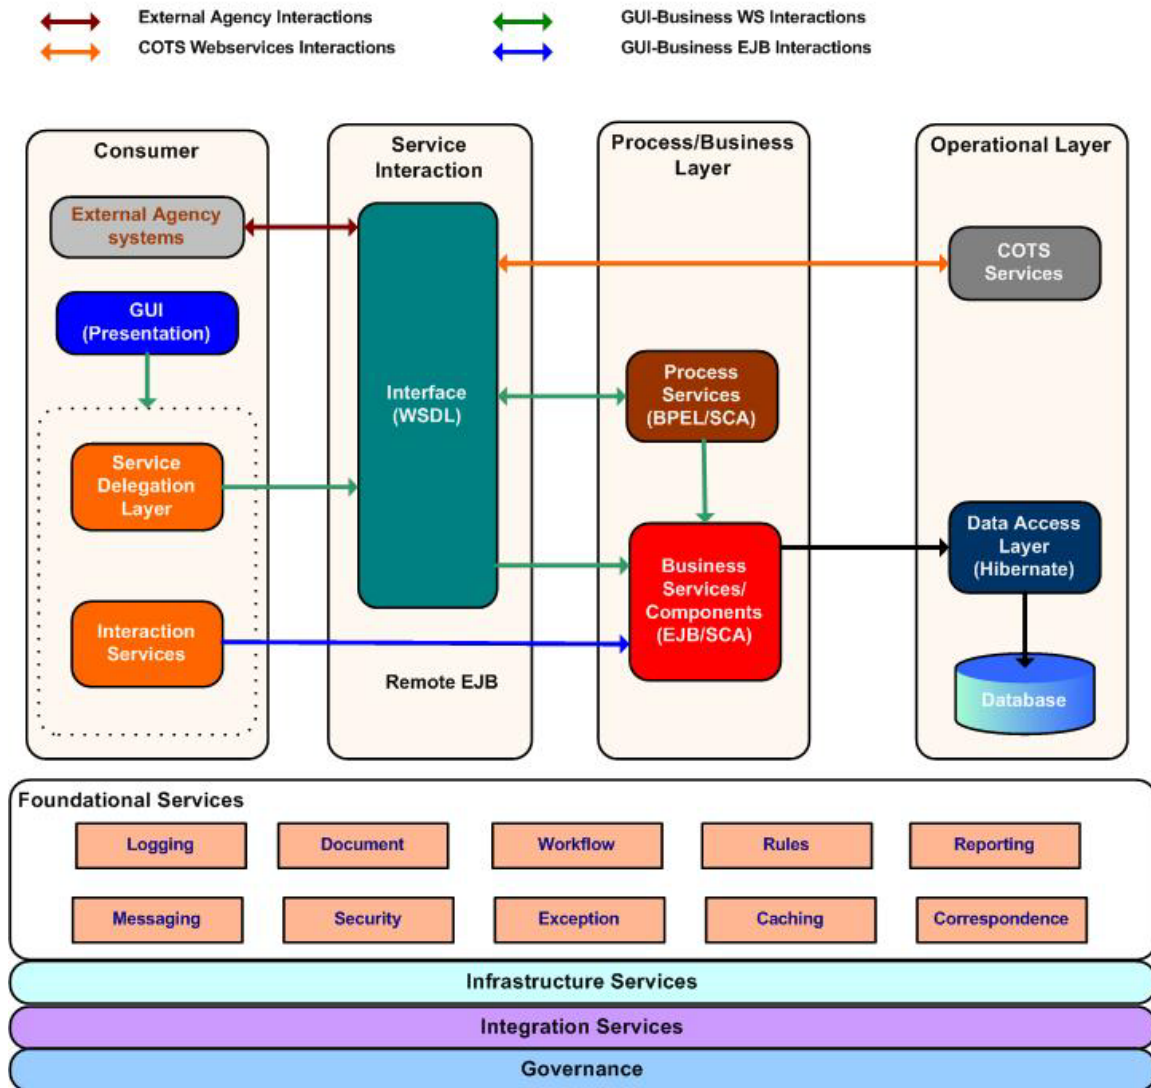 External Agency Interactions
GUI-Business WS Interactions
COTS Webservices Interactions
GUI-Business EJB Interactions
Consumer
Service
Interaction
Process/Business
Layer
Operational Layer
External Agency
systems
COTS
Services
GUI
(Presentation)
Interface
(WSDL)
Process
Services
(BPEL/SCA)
Service
Delegation
Layer
Data Access
Layer
(Hibernate)
Business
Services/
Components
(EJB/SCA)
Interaction
Services
Remote EJB
Database
Foundational Services
Logging
Document
Workflow
Rules
Reporting
Messaging
Security
Exception
Caching
Correspondence
Infrastructure Services
Integration Services
Governance